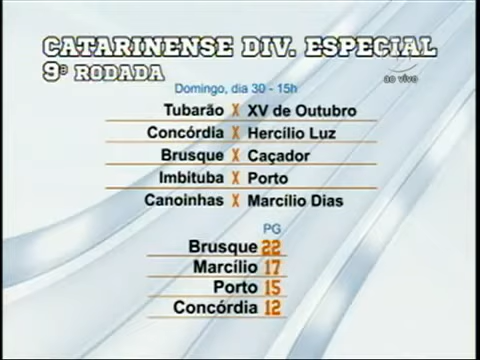 CATARINENSE DIV. ESPECIAL
9ª RODADA
ao vivo
Domingo, dia 30 - 15h
Tubarão X XV de Outubro
Concórdia X Hercílio Luz
Brusque X Caçador
Imbituba X Porto
Canoinhas X Marcílio Dias
PG
Brusque 22
Marcílio 17
Porto 15
Concórdia 12